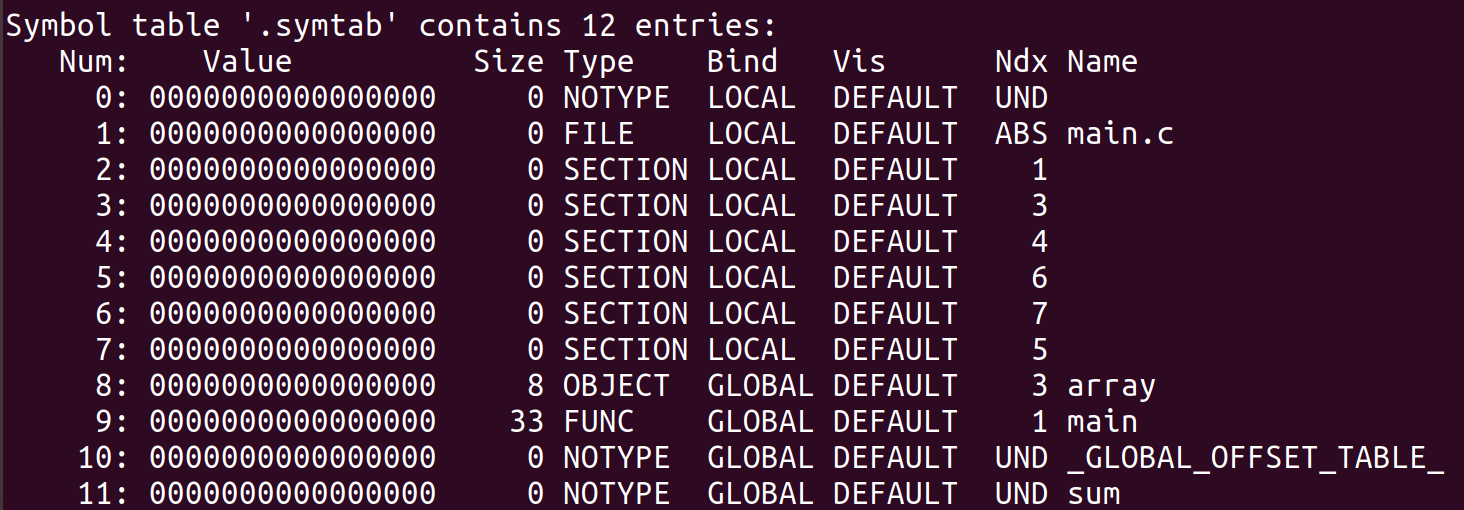 Symbol table '.symtab' contains 12 entries:
   Num:    Value          Size Type    Bind   Vis      Ndx Name
     0: 0000000000000000     0 NOTYPE  LOCAL  DEFAULT  UND
     1: 0000000000000000     0 FILE    LOCAL  DEFAULT  ABS main.c
     2: 0000000000000000     0 SECTION LOCAL  DEFAULT    1
     3: 0000000000000000     0 SECTION LOCAL  DEFAULT    3
     4: 0000000000000000     0 SECTION LOCAL  DEFAULT    4
     5: 0000000000000000     0 SECTION LOCAL  DEFAULT    6
     6: 0000000000000000     0 SECTION LOCAL  DEFAULT    7
     7: 0000000000000000     0 SECTION LOCAL  DEFAULT    5
     8: 0000000000000000     8 OBJECT  GLOBAL DEFAULT    3 array
     9: 0000000000000000    33 FUNC    GLOBAL DEFAULT    1 main
    10: 0000000000000000     0 NOTYPE  GLOBAL DEFAULT  UND _GLOBAL_OFFSET_TABLE_
    11: 0000000000000000     0 NOTYPE  GLOBAL DEFAULT  UND sum